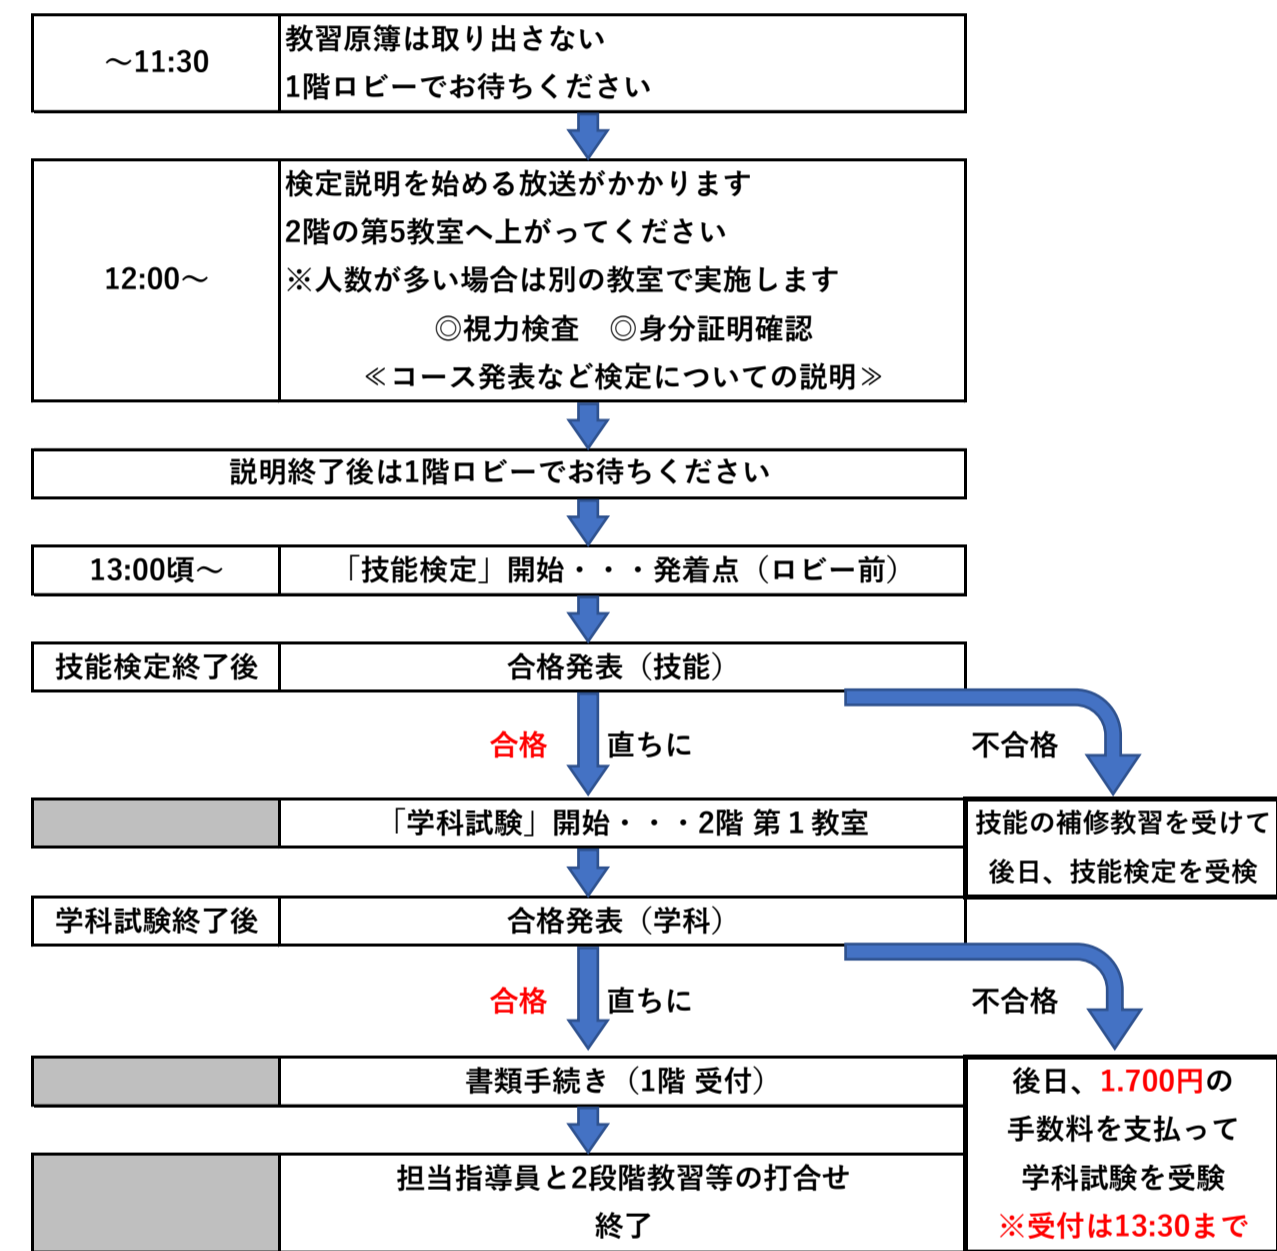 ～11:30
教習原簿は取り出さない
1階ロビーでお待ちください
12:00～
検定説明を始める放送がかかります
2階の第5教室へ上がってください
※人数が多い場合は別の教室で実施します
◎視力検査　◎身分証明確認
≪コース発表など検定についての説明≫
説明終了後は1階ロビーでお待ちください
13:00頃～
「技能検定」開始・・・発着点（ロビー前）
技能検定終了後
合格発表（技能）
合格 直ちに
不合格
「学科試験」開始・・・2階 第１教室
技能の補修教習を受けて
後日、技能検定を受検
学科試験終了後
合格発表（学科）
合格 直ちに
不合格
書類手続き（1階 受付）
担当指導員と2段階教習等の打合せ
終了
後日、1.700円の
手数料を支払って
学科試験を受験
※受付は13:30まで